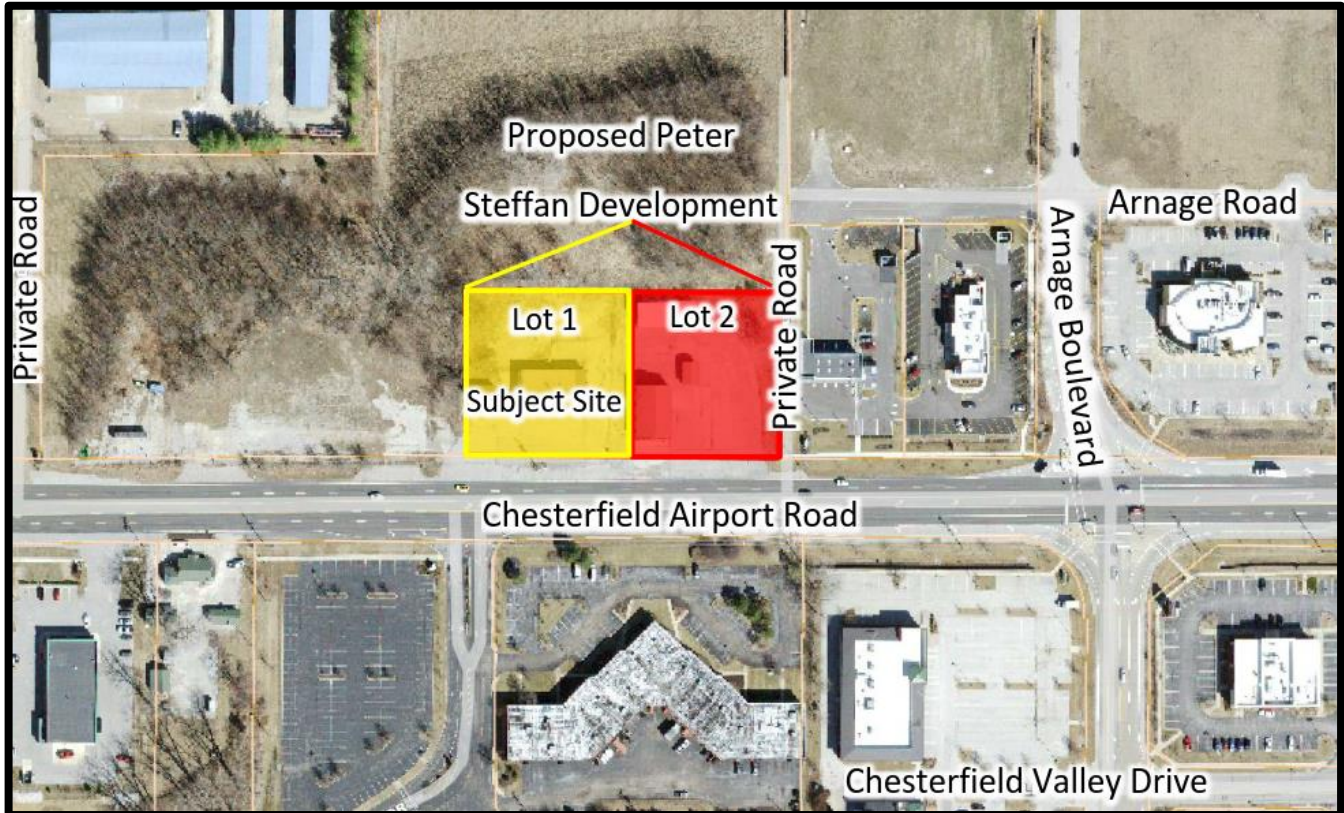 Proposed Peter
Steffan Development
Lot 1
Lot 2
Subject Site
Private Road
Private Road
Arnage Road
Arnage Boulevard
Chesterfield Airport Road
Chesterfield Valley Drive